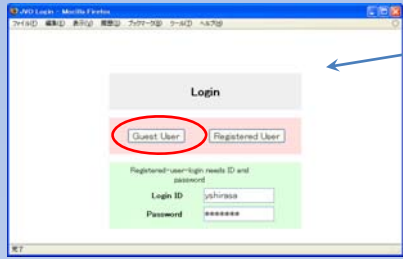 JVO Login - Mozilla Firefox
ファイル(F) 編集(E) 表示(V) 履歴(S) ブックマーク(B) ツール(T) ヘルプ(H)
Login
Guest User Registered User
Registered-user-login needs ID and
password
Login ID yshirasa
Password *******
完了